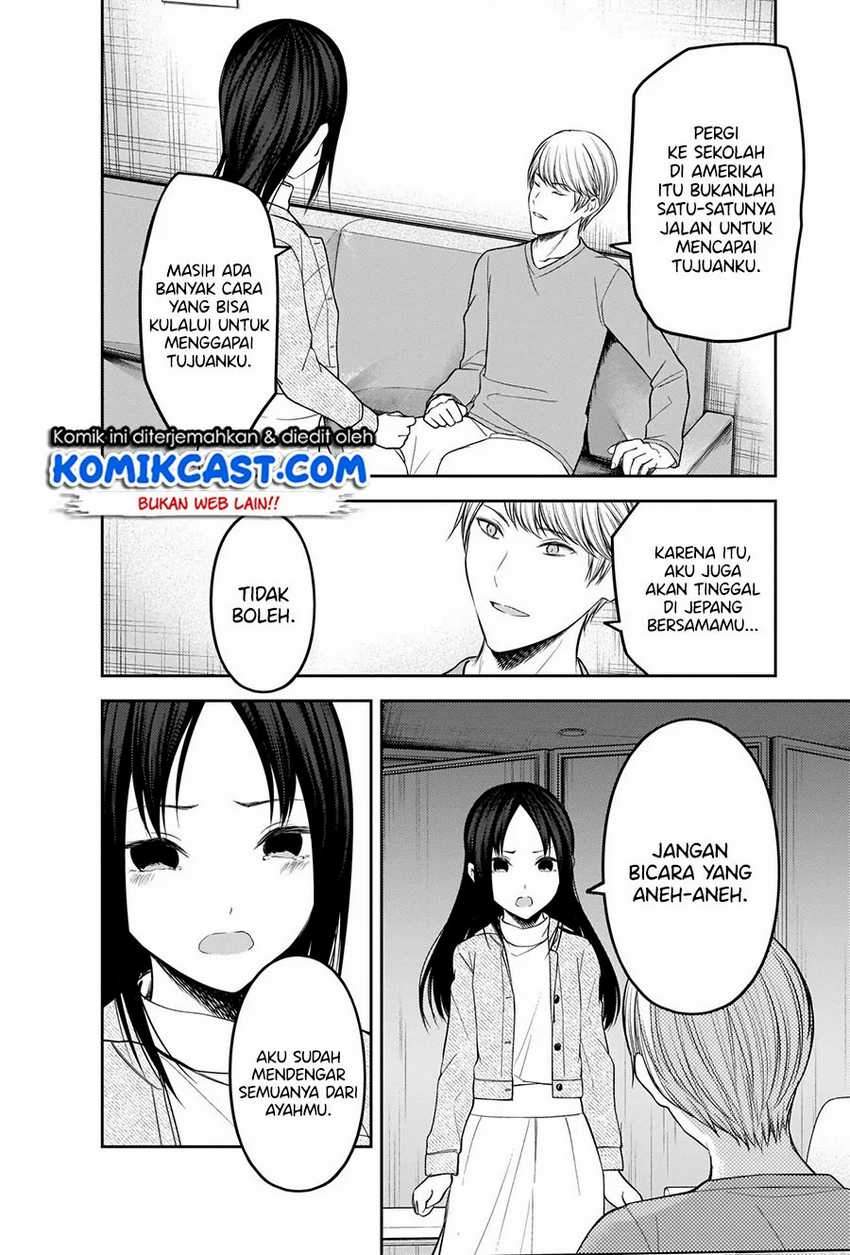 PERGI
KE SEKOLAH
DI AMERIKA
ITU BUKANLAH
SATU-SATUNYA
JALAN UNTUK
MENCAPAI
TUJUANKU.
MASIH ADA
BANYAK CARA
YANG BISA
KULALUI UNTUK
MENGGAPAI
TUJUANKU.
Komik ini diterjemahkan & diedit oleh
KOMIKCAST.COM
BUKAN WEB LAIN!!
KARENA ITU,
AKU JUGA
AKAN TINGGAL
DI JEPANG
BERSAMAMU...
TIDAK
BOLEH.
JANGAN
BICARA YANG
ANEH-ANEH.
AKU SUDAH
MENDENGAR
SEMUANYA DARI
AYAHMU.